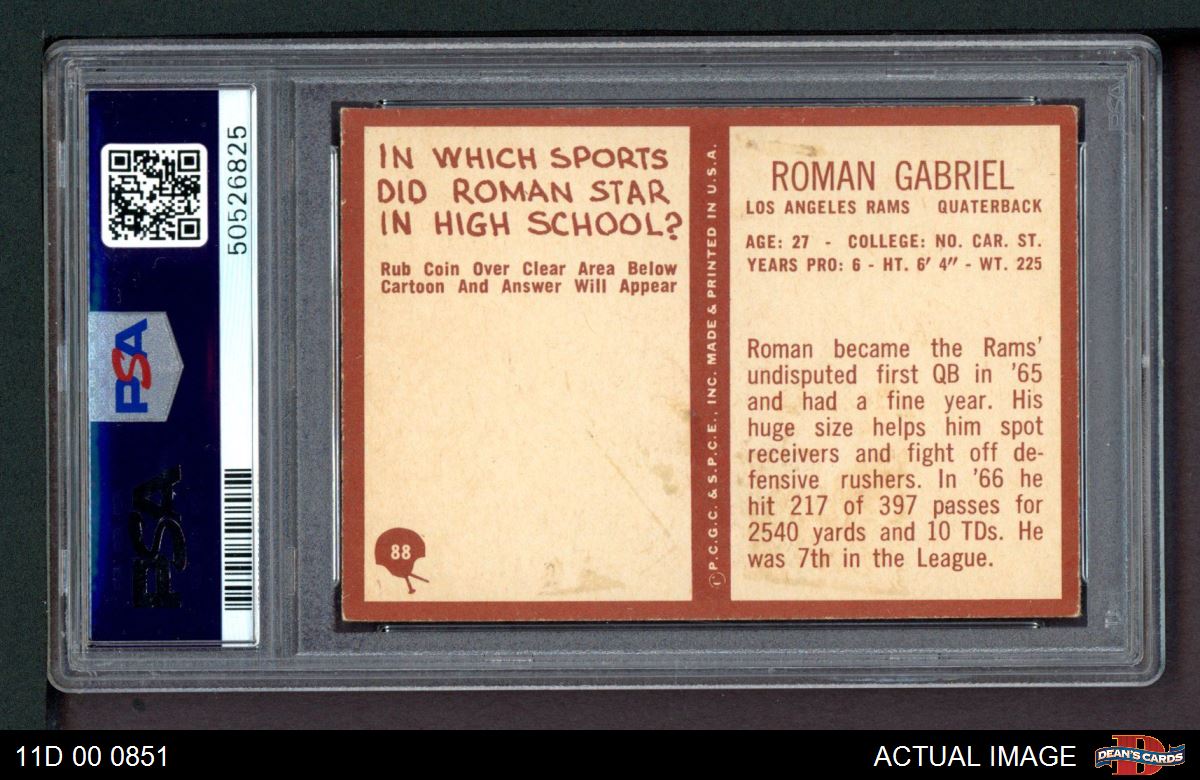 50526825
PSA
PSA
IN WHICH SPORTS
DID ROMAN STAR
IN HIGH SCHOOL?
Rub Coin Over Clear Area Below
Cartoon And Answer Will Appear
88
©P.C.G.C. & S.P.C.E., INC. MADE & PRINTED IN U.S.A.
ROMAN GABRIEL
LOS ANGELES RAMS QUATERBACK
AGE: 27 - COLLEGE: NO. CAR. ST.
YEARS PRO: 6 - HT. 6' 4" - WT. 225
Roman became the Rams'
undisputed first QB in '65
and had a fine year. His
huge size helps him spot
receivers and fight off de-
fensive rushers. In '66 he
hit 217 of 397 passes for
2540 yards and 10 TDs. He
was 7th in the League.
PSA
11D 00 0851
ACTUAL IMAGE
D
DEAN'S CARDS